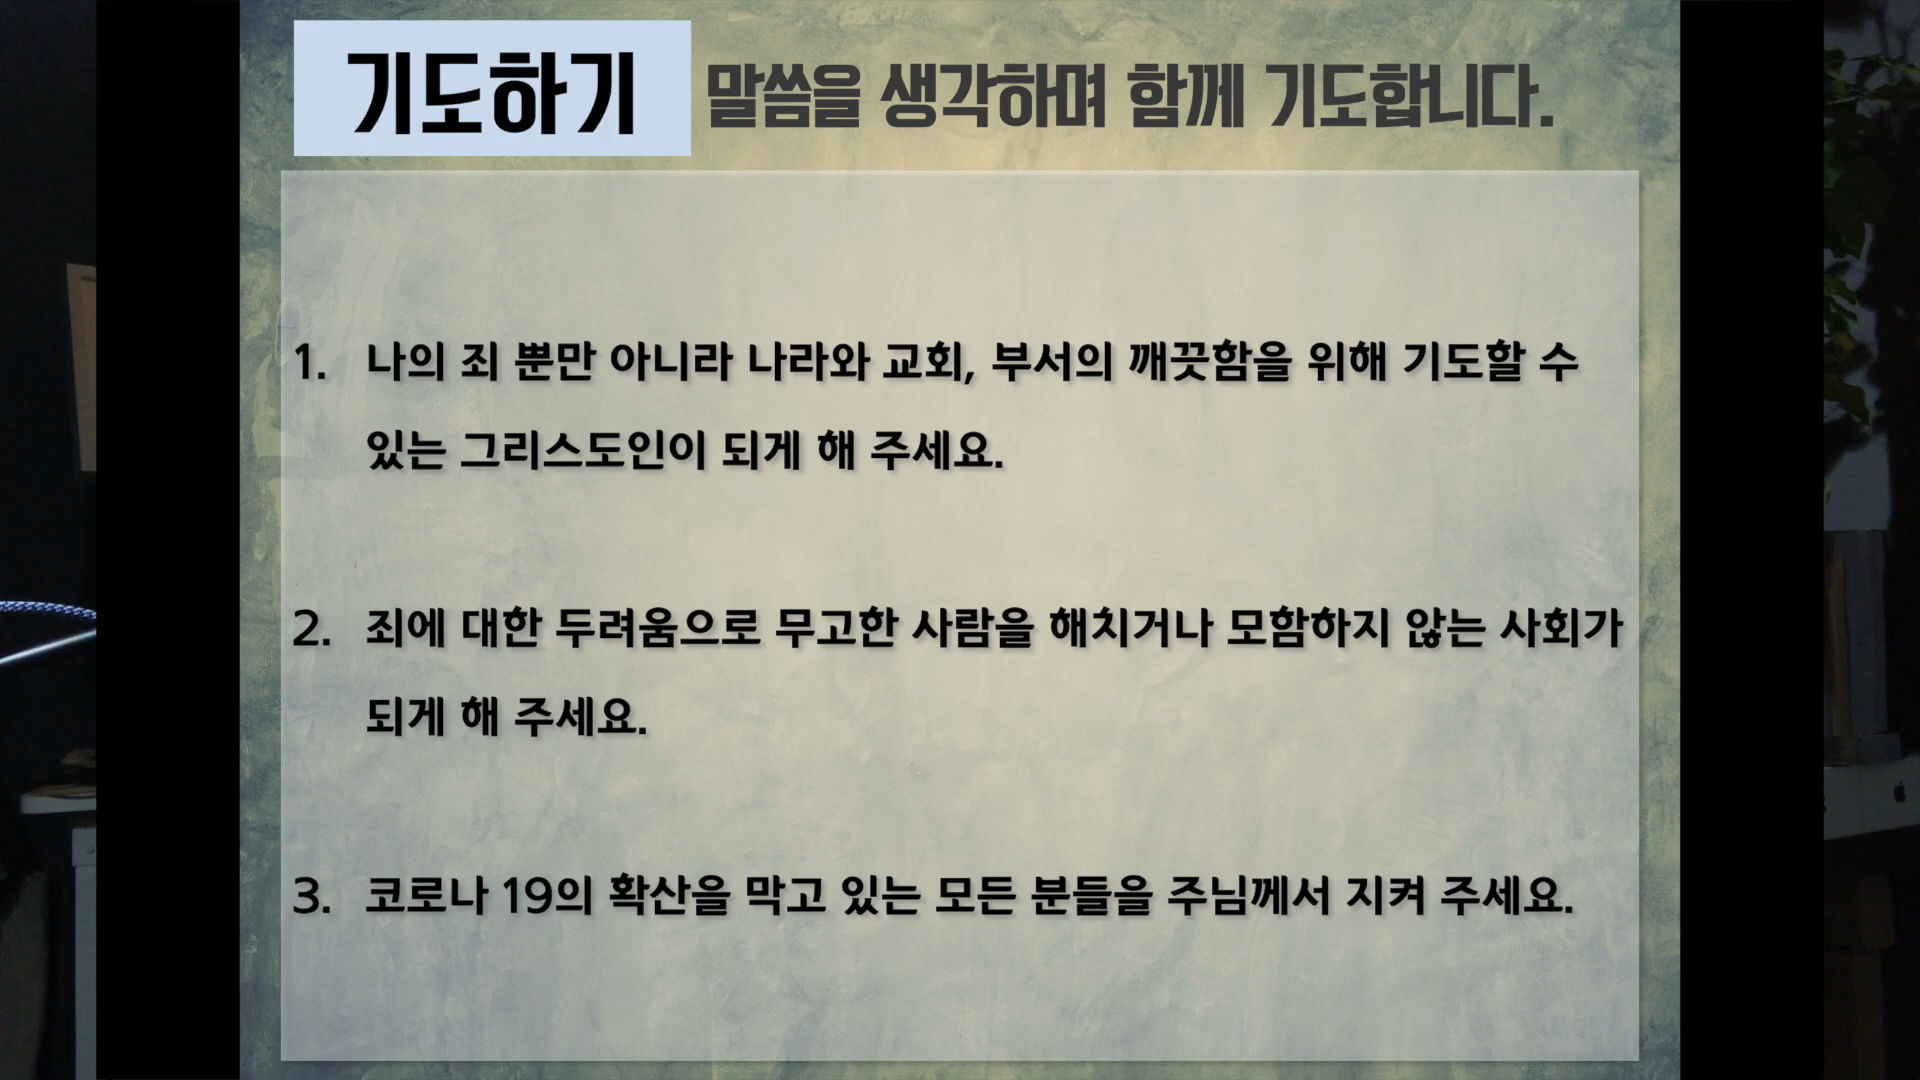 기도하기 말씀을 생각하며 함께 기도합니다.
1. 나의 죄 뿐만 아니라 나라와 교회, 부서의 깨끗함을 위해 기도할 수
있는 그리스도인이 되게 해 주세요.
2. 죄에 대한 두려움으로 무고한 사람을 해치거나 모함하지 않는 사회가
되게 해 주세요.
3. 코로나 19의 확산을 막고 있는 모든 분들을 주님께서 지켜 주세요.